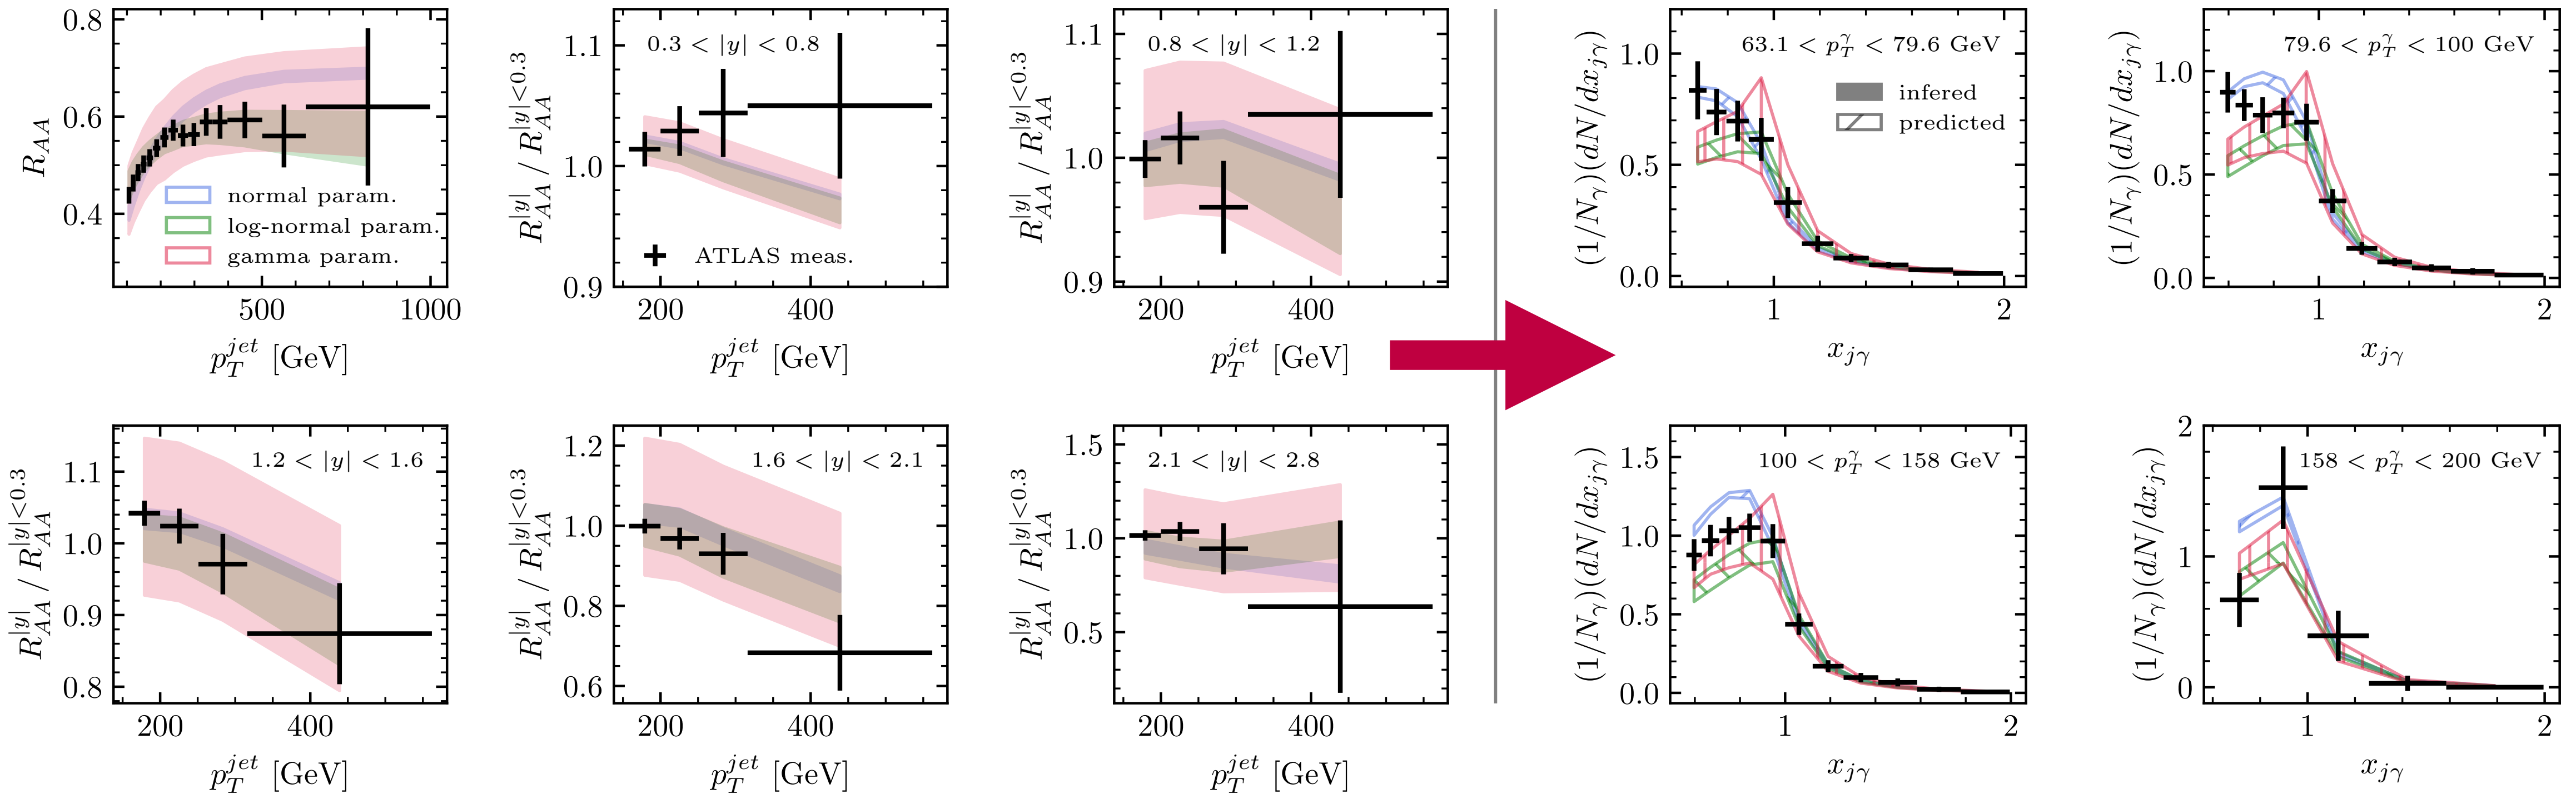 0.8
0.6
0.4
R_AA
500
1000
p_T^jet [GeV]
normal param.
log-normal param.
gamma param.
0.3 < |y| < 0.8
1.1
1.0
0.9
R_AA^|y| / R_AA^|y|<0.3
200
400
p_T^jet [GeV]
ATLAS meas.
0.8 < |y| < 1.2
1.1
1.0
0.9
R_AA^|y| / R_AA^|y|<0.3
200
400
p_T^jet [GeV]
63.1 < p_T^γ < 79.6 GeV
infered
predicted
1.0
0.5
0.0
(1/N_γ)(dN/dx_jγ)
1
2
x_jγ
79.6 < p_T^γ < 100 GeV
1.0
0.5
0.0
(1/N_γ)(dN/dx_jγ)
1
2
x_jγ
1.2 < |y| < 1.6
1.1
1.0
0.9
0.8
R_AA^|y| / R_AA^|y|<0.3
200
400
p_T^jet [GeV]
1.6 < |y| < 2.1
1.2
1.0
0.8
0.6
R_AA^|y| / R_AA^|y|<0.3
200
400
p_T^jet [GeV]
2.1 < |y| < 2.8
1.5
1.0
0.5
R_AA^|y| / R_AA^|y|<0.3
200
400
p_T^jet [GeV]
100 < p_T^γ < 158 GeV
1.5
1.0
0.5
0.0
(1/N_γ)(dN/dx_jγ)
1
2
x_jγ
158 < p_T^γ < 200 GeV
2
1
0
(1/N_γ)(dN/dx_jγ)
1
2
x_jγ